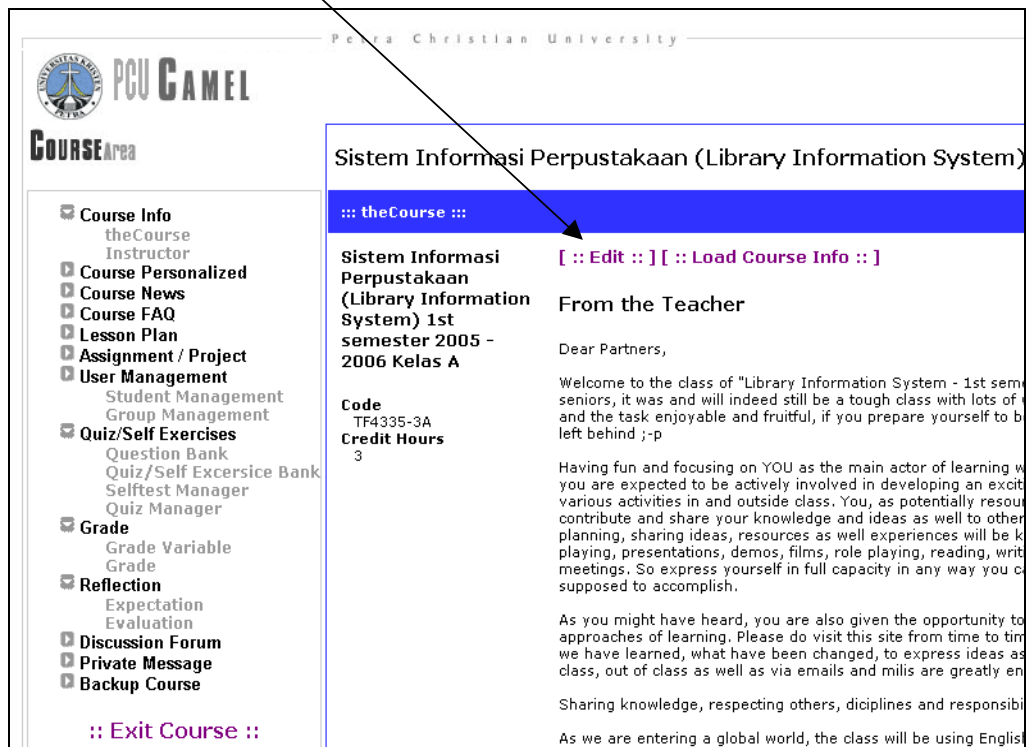 Petra Christian University
UNIVERSITAS KRISTEN
PETRA
PCU CAMEL
COURSE Area
Course Info
theCourse
Instructor
Course Personalized
Course News
Course FAQ
Lesson Plan
Assignment / Project
User Management
Student Management
Group Management
Quiz/Self Exercises
Question Bank
Quiz/Self Excersice Bank
Selftest Manager
Quiz Manager
Grade
Grade Variable
Grade
Reflection
Expectation
Evaluation
Discussion Forum
Private Message
Backup Course
:: Exit Course ::
Sistem Informasi Perpustakaan (Library Information System)
::: theCourse :::
Sistem Informasi
Perpustakaan
(Library Information
System) 1st
semester 2005 -
2006 Kelas A
Code
TF4335-3A
Credit Hours
3
[ :: Edit :: ] [ :: Load Course Info :: ]
From the Teacher
Dear Partners,
Welcome to the class of "Library Information System - 1st
seniors, it was and will indeed still be a tough class with lots of
and the task enjoyable and fruitful, if you prepare yourself to
left behind ;-p
Having fun and focusing on YOU as the main actor of learning
you are expected to be actively involved in developing an
various activities in and outside class. You, as potentially
contribute and share your knowledge and ideas as well to
planning, sharing ideas, resources as well experiences will be
playing, presentations, demos, films, role playing, reading,
meetings. So express yourself in full capacity in any way you
supposed to accomplish.
As you might have heard, you are also given the opportunity to
approaches of learning. Please do visit this site from time to
we have learned, what have been changed, to express ideas as
class, out of class as well as via emails and milis are greatly
Sharing knowledge, respecting others, diciplines and
As we are entering a global world, the class will be using